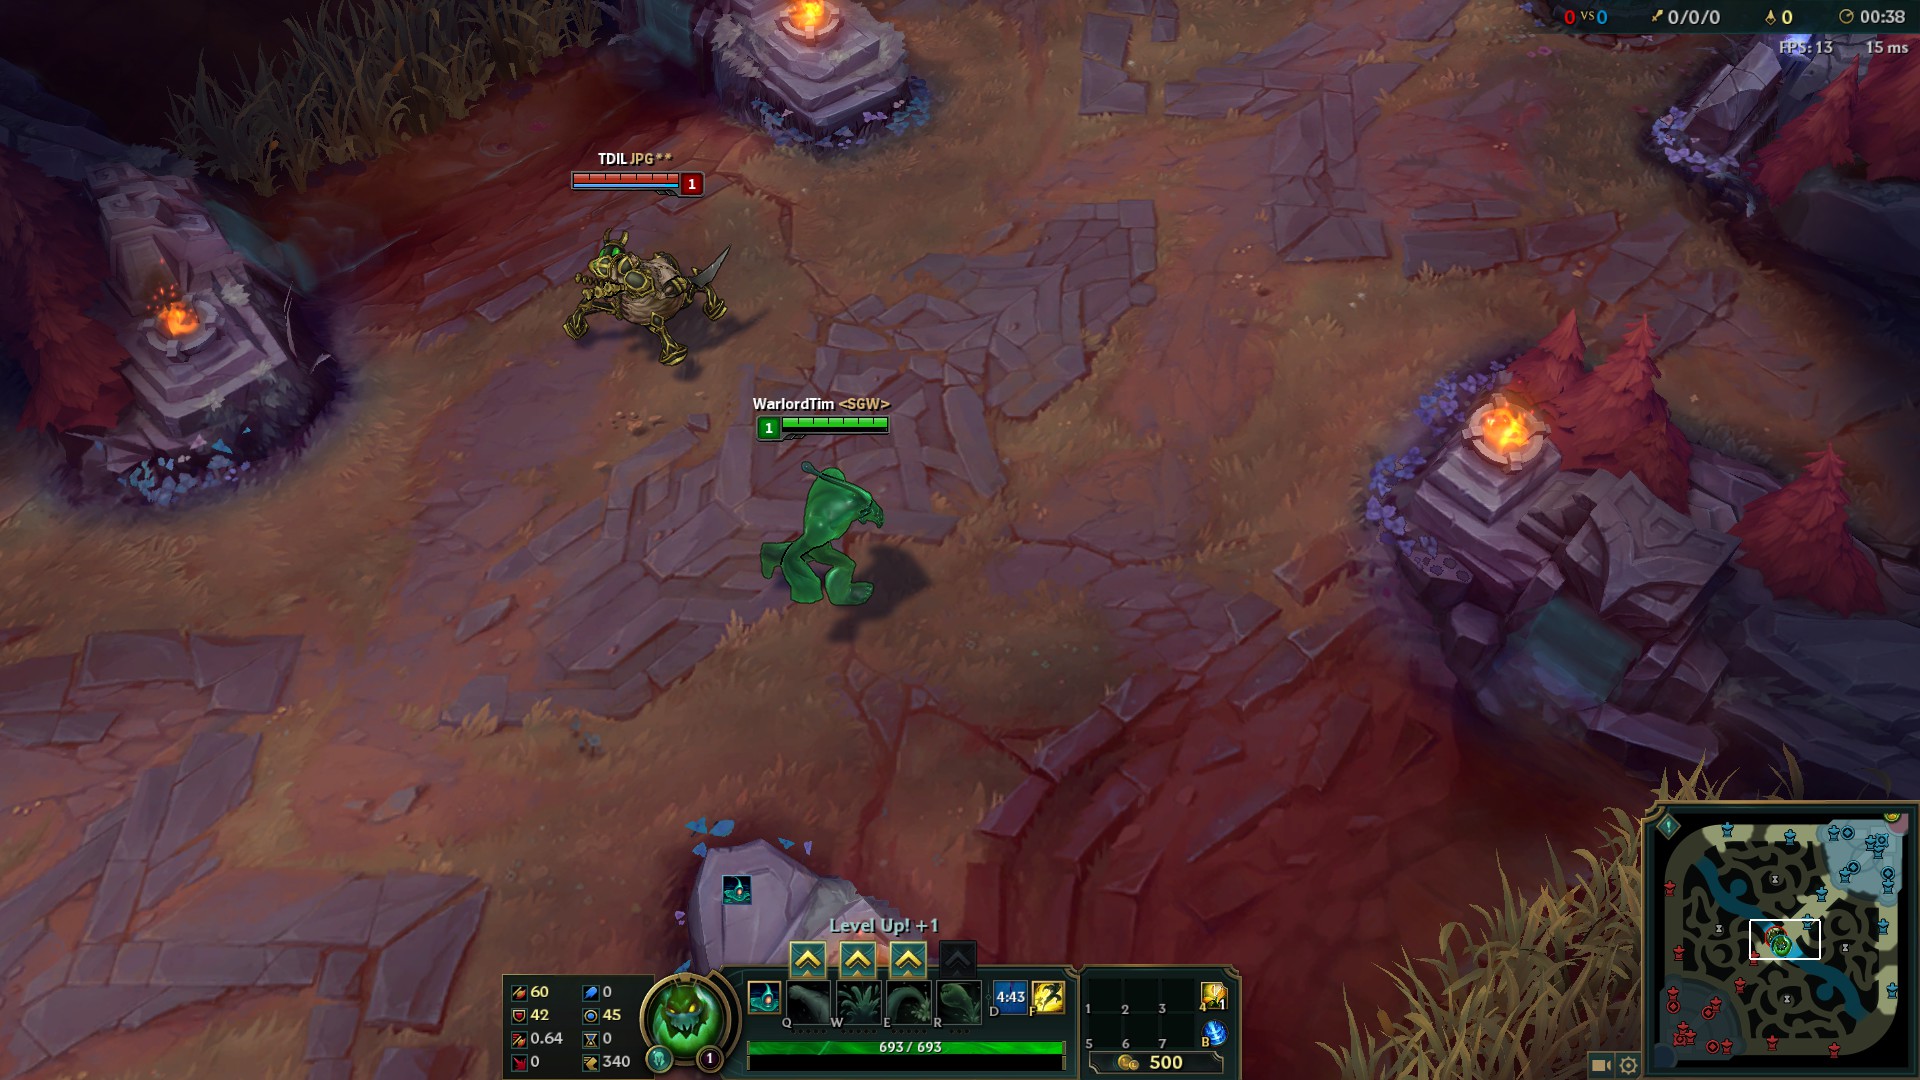 0 VS 0 0/0/0 0 00:38
FPS: 13 15 ms
TDIL JPG**
1
WarlordTim <SGW>
1
Level Up! +1
60 0
42 45
0.64 0
0 340
1
Q W E R
4:43
D F
693 / 693
1 2 3 4 1
5 6 7 B
500